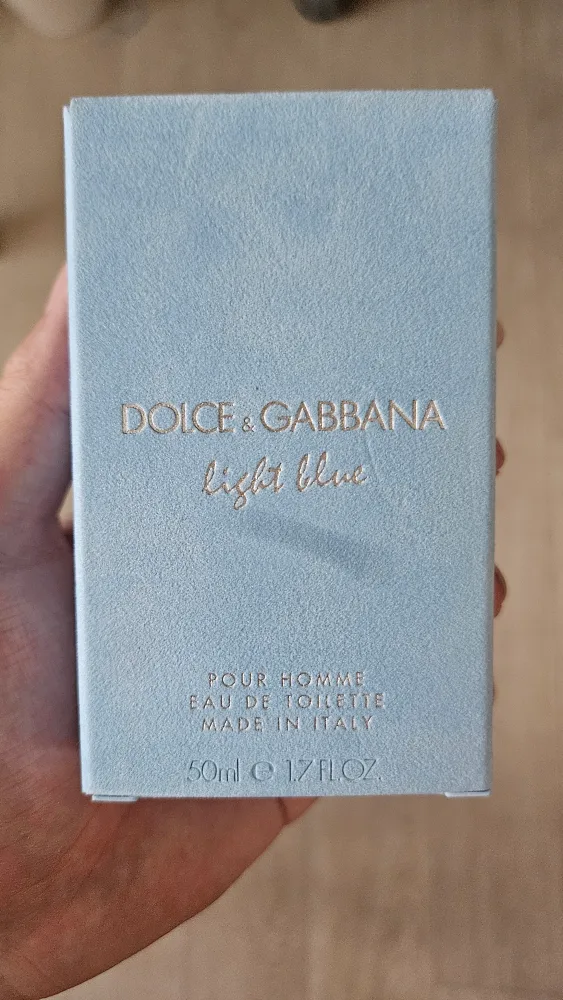 DOLCE & GABBANA
light blue
POUR HOMME
EAU DE TOILETTE
MADE IN ITALY
50ml e 1.7 FL.OZ.